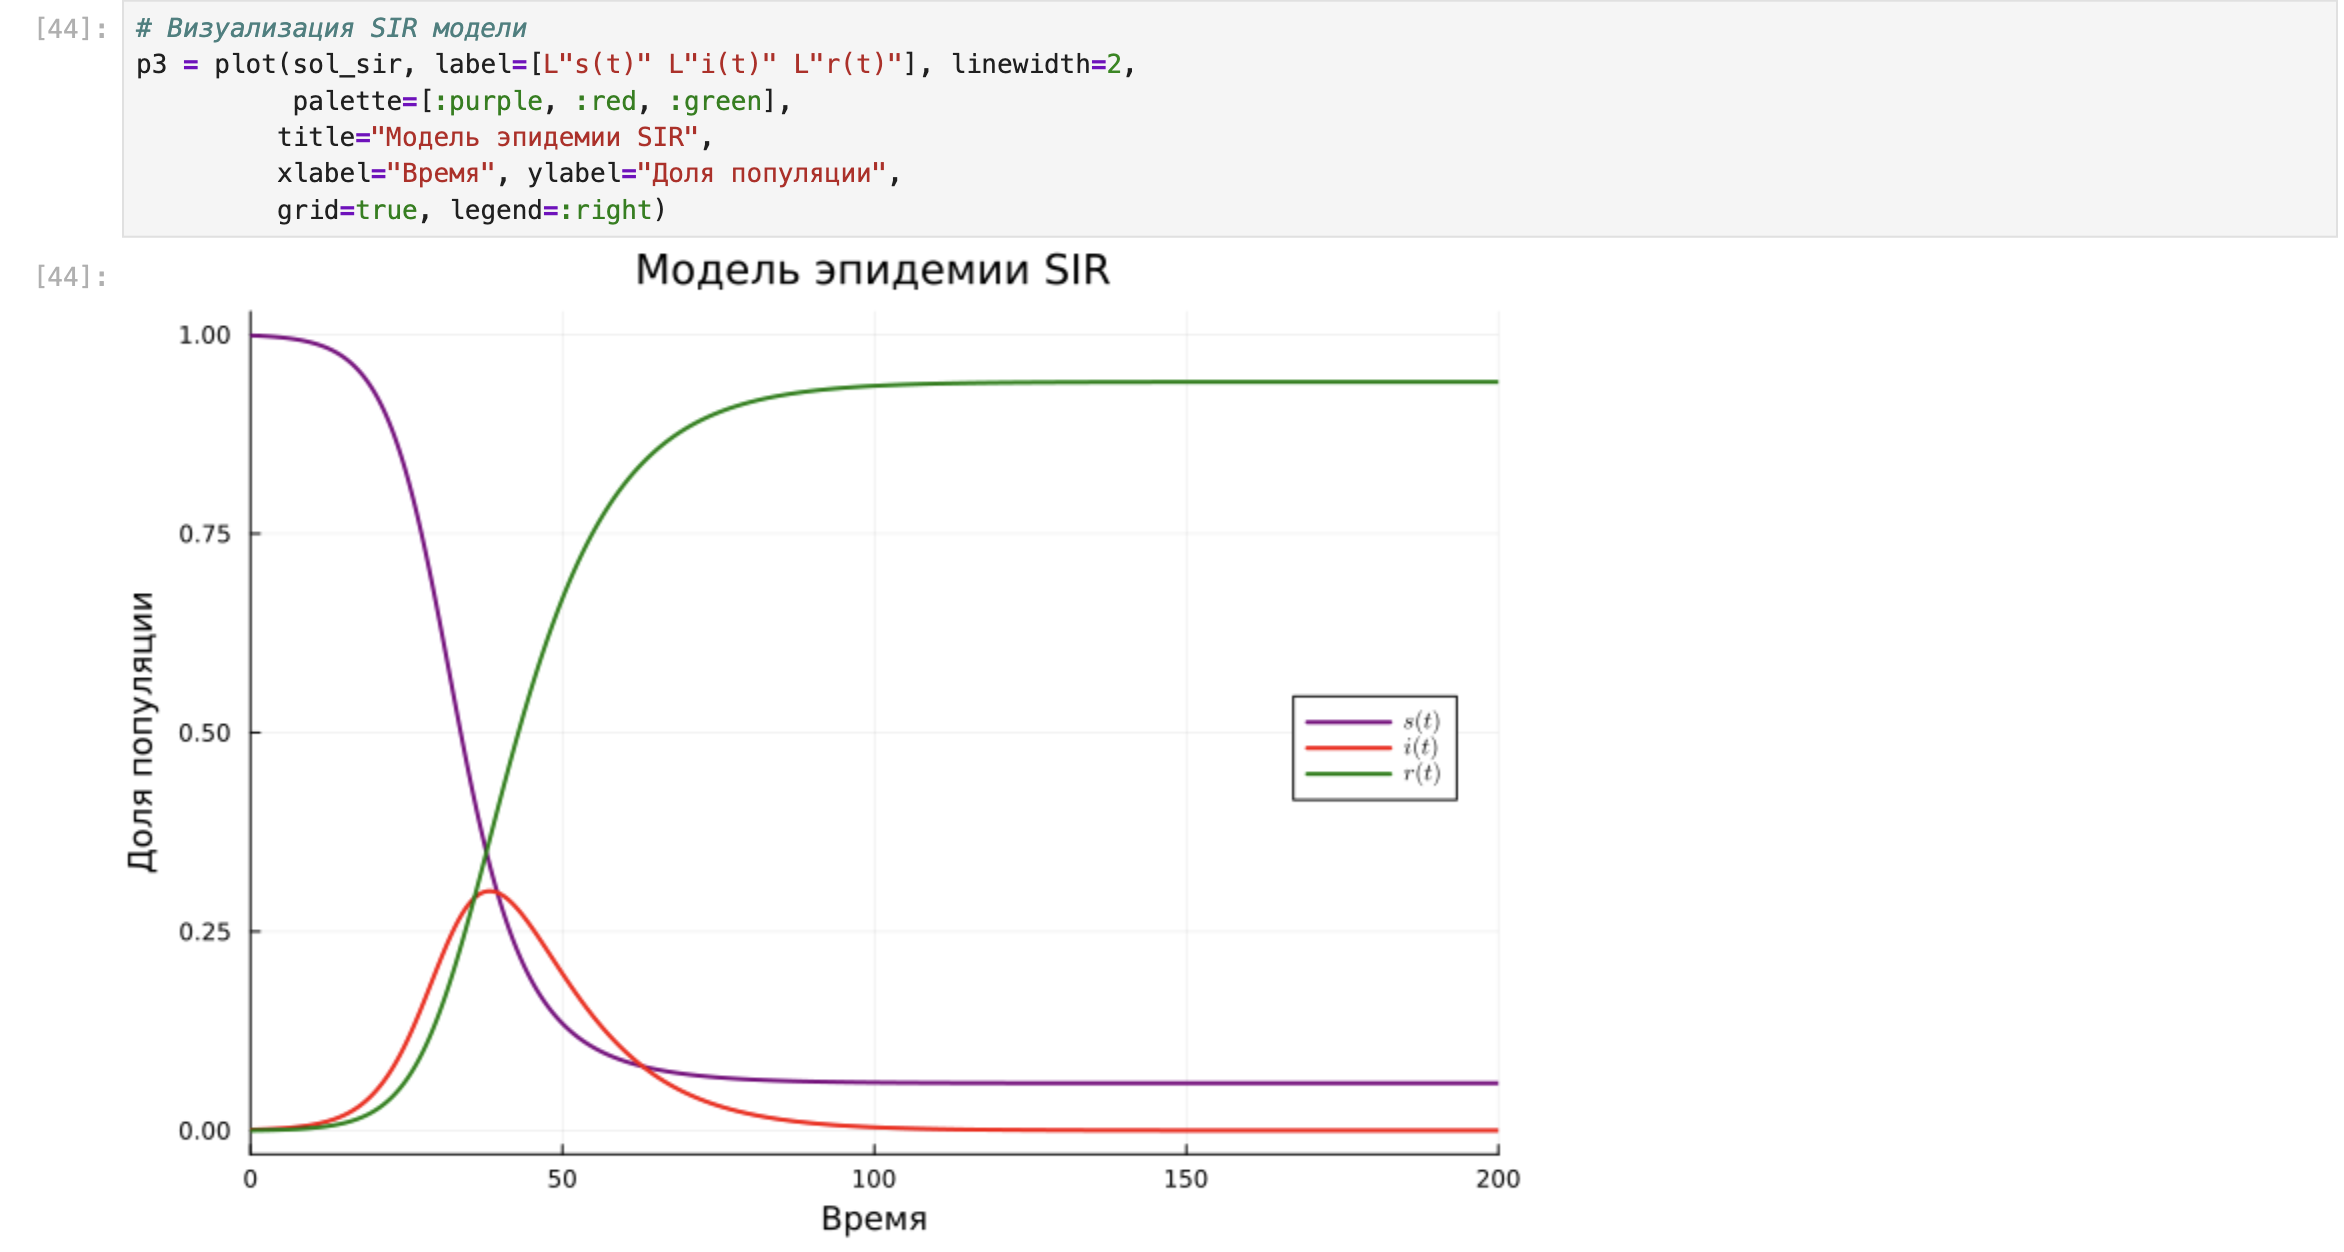 [44]:
# Визуализация SIR модели
p3 = plot(sol_sir, label=[L"s(t)" L"i(t)" L"r(t)"], linewidth=2,
palette=[:purple, :red, :green],
title="Модель эпидемии SIR",
xlabel="Время", ylabel="Доля популяции",
grid=true, legend=:right)
[44]:
Модель эпидемии SIR
1.00
0.75
0.50
0.25
0.00
Доля популяции
s(t)
i(t)
r(t)
0 50 100 150 200
Время